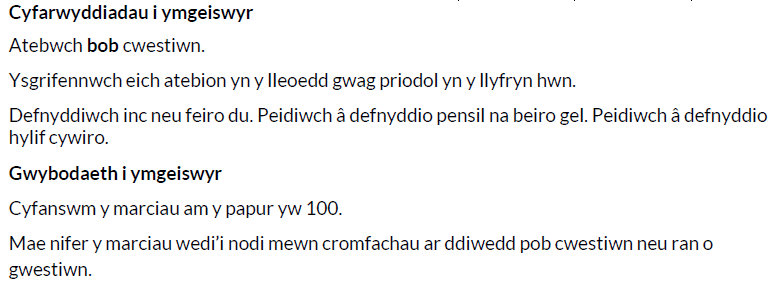 Cyfarwyddiadau i ymgeiswyr
Atebwch bob cwestiwn.
Ysgrifennwch eich atebion yn y lleoedd gwag priodol yn y llyfryn hwn.
Defnyddiwch inc neu feiro du. Peidiwch â defnyddio pensil na beiro gel. Peidiwch â defnyddio
hylif cywiro.
Gwybodaeth i ymgeiswyr
Cyfanswm y marciau am y papur yw 100.
Mae nifer y marciau wedi'i nodi mewn cromfachau ar ddiwedd pob cwestiwn neu ran o
gwestiwn.